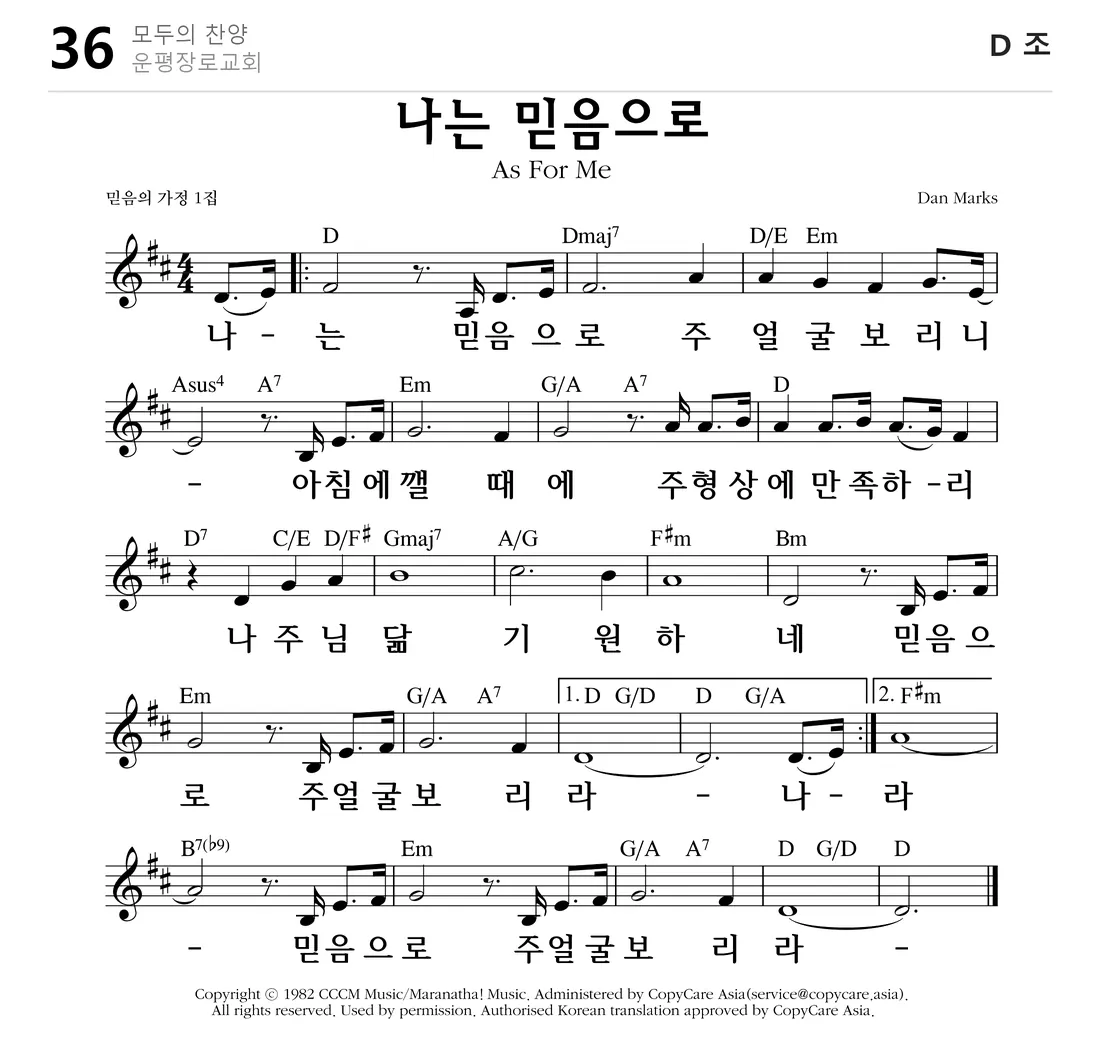 36 모두의 찬양
운평장로교회
D 조
나는 믿음으로
As For Me
믿음의 가정 1집
Dan Marks
D Dmaj7 D/E Em
나 - 는 믿음 으 로 주 얼 굴 보 리 니
Asus4 A7 Em G/A A7 D
- 아침 에 깰 때 에 주형 상 에 만 족하 -리
D7 C/E D/F♯ Gmaj7 A/G F♯m Bm
나 주 님 닮 기 원 하 네 믿음 으
Em G/A A7 1. D G/D D G/A 2. F♯m
로 주얼 굴 보 리 라 - 나 - 라
B7(♭9) Em G/A A7 D G/D D
- 믿음 으 로 주얼 굴 보 리 라 -
Copyright ⓒ 1982 CCCM Music/Maranatha! Music. Administered by CopyCare Asia(service@copycare.asia).
All rights reserved. Used by permission. Authorised Korean translation approved by CopyCare Asia.